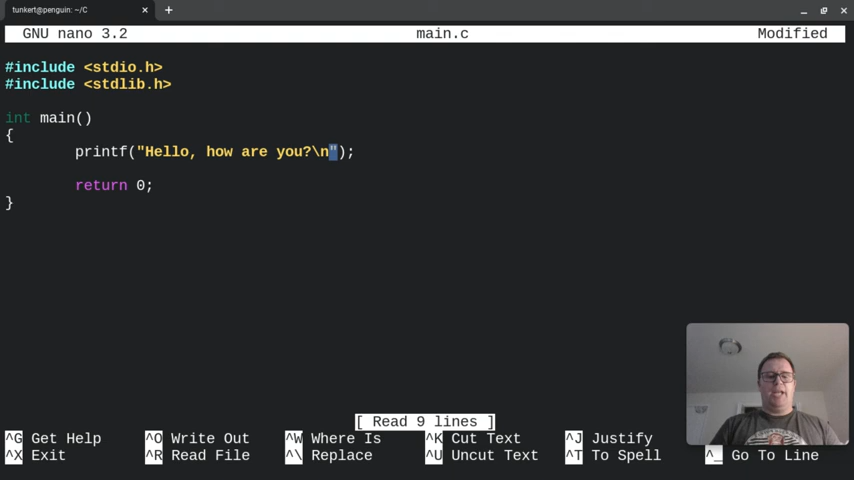 tunkert@penguin: ~/C
GNU nano 3.2 main.c Modified
#include <stdio.h>
#include <stdlib.h>
int main()
{
printf("Hello, how are you?\n");
return 0;
}
[ Read 9 lines ]
^G Get Help ^O Write Out ^W Where Is ^K Cut Text ^J Justify
^X Exit ^R Read File ^\ Replace ^U Uncut Text ^T To Spell ^_ Go To Line